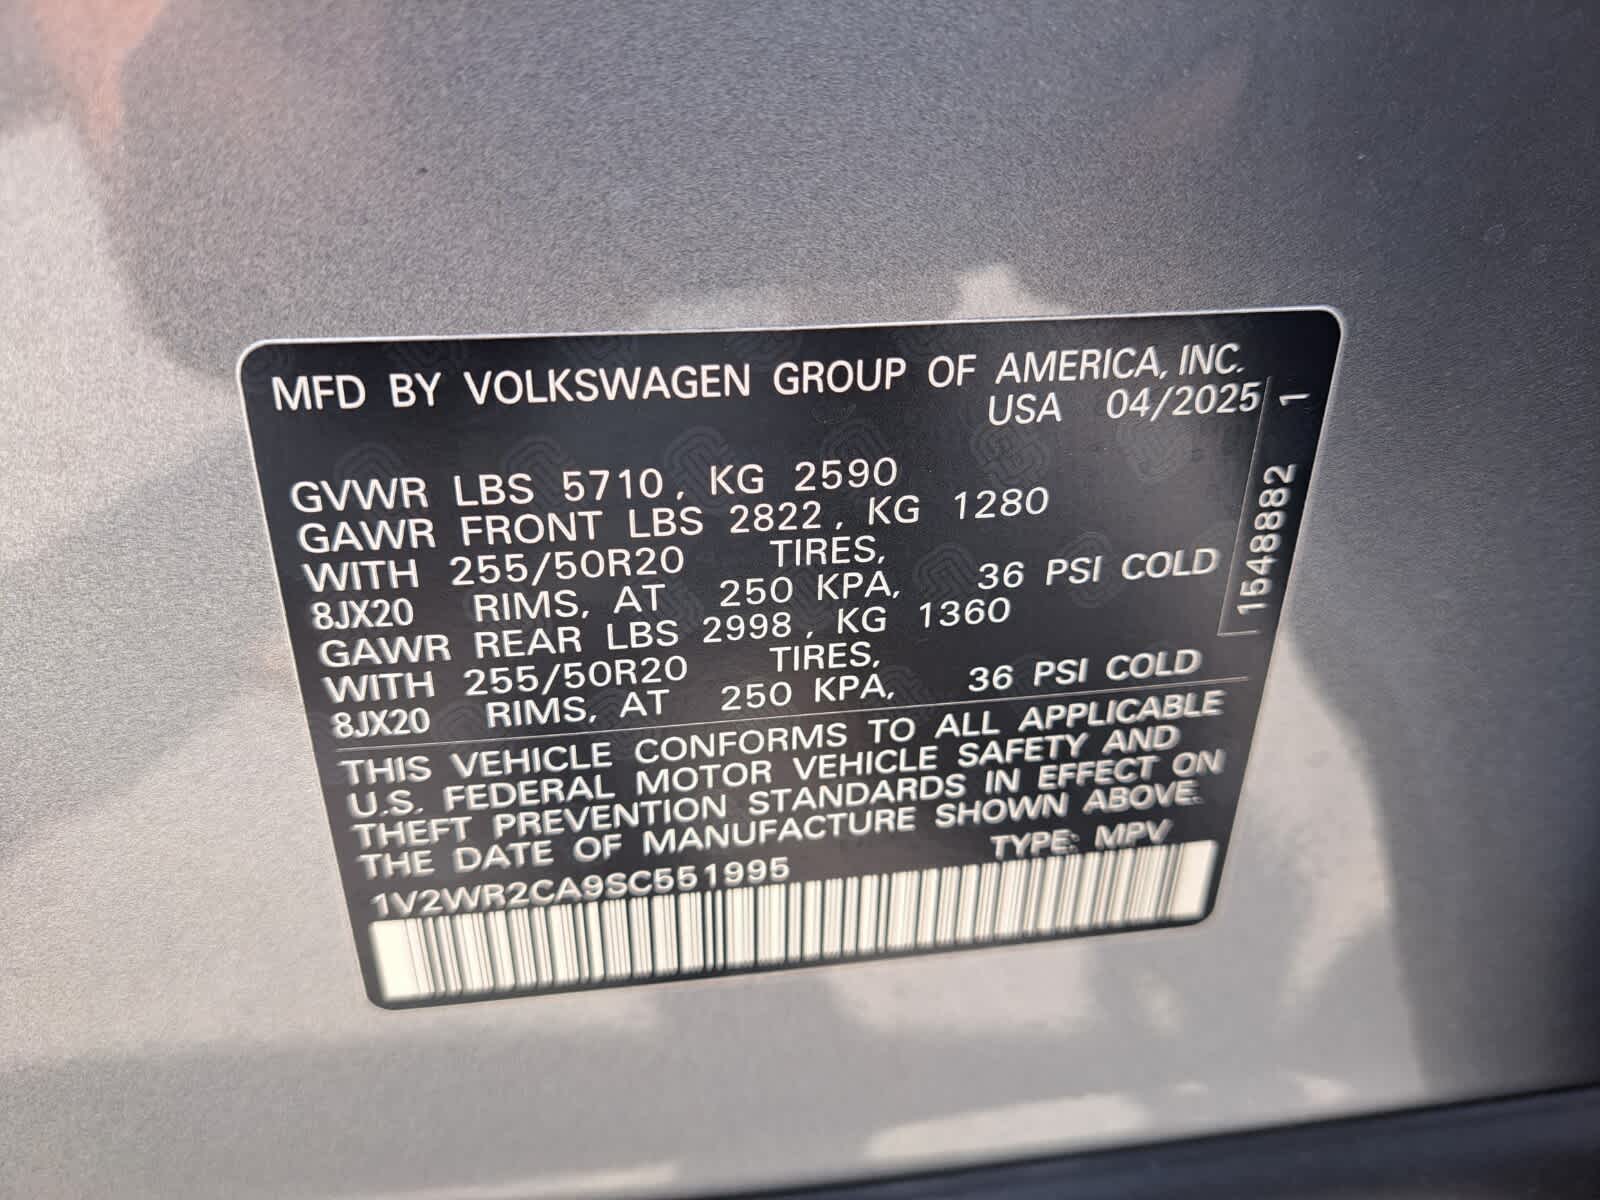 MFD BY VOLKSWAGEN GROUP OF AMERICA, INC.
USA 04/2025
GVWR LBS 5710, KG 2590
GAWR FRONT LBS 2822, KG 1280
WITH 255/50R20 TIRES,
8JX20 RIMS, AT 250 KPA, 36 PSI COLD
GAWR REAR LBS 2998, KG 1360
WITH 255/50R20 TIRES,
8JX20 RIMS, AT 250 KPA, 36 PSI COLD
THIS VEHICLE CONFORMS TO ALL APPLICABLE
U.S. FEDERAL MOTOR VEHICLE SAFETY AND
THEFT PREVENTION STANDARDS IN EFFECT ON
THE DATE OF MANUFACTURE SHOWN ABOVE.
TYPE: MPV
1V2WR2CA9SC551995
1548882 1